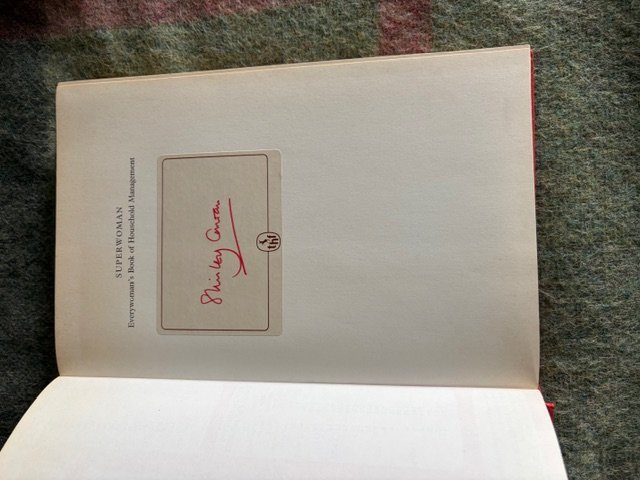 SUPERWOMAN
Everywoman's Book of Household Management
Shirley Conran